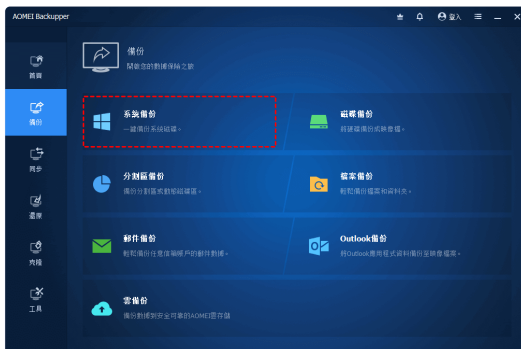 AOMEI Backupper
登入
備份
開啟您的數據保險之旅
首頁
備份
同步
還原
克隆
工具
系統備份
一鍵備份系統磁碟。
磁碟備份
將硬碟備份成映像檔。
分割區備份
備份分割區或動態磁碟區。
檔案備份
輕鬆備份檔案和資料夾。
郵件備份
輕鬆備份任意信箱帳戶的郵件數據。
Outlook備份
將Outlook應用程式資料備份至映像檔案。
雲備份
備份數據到安全可靠的AOMEI雲存儲